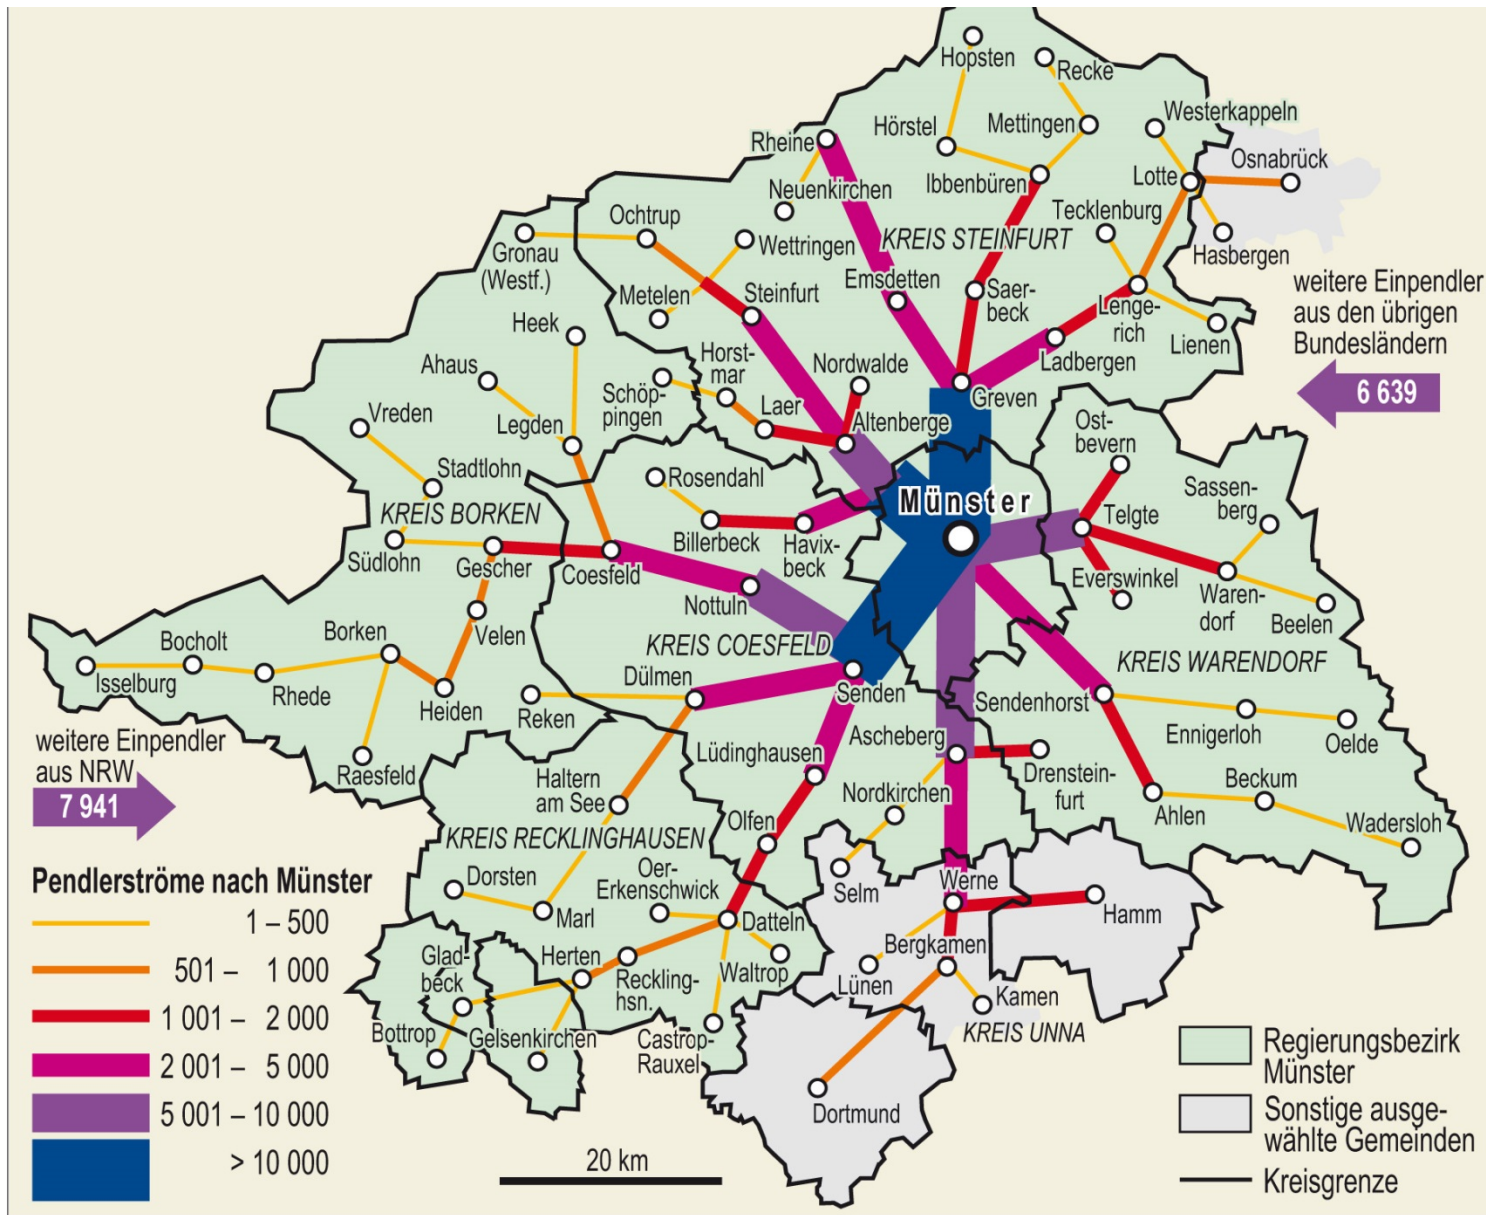 Hopsten
Recke
Westerkappeln
Hörstel
Mettingen
Rheine
Osnabrück
Lotte
Ibbenbüren
Neuenkirchen
Tecklenburg
Ochtrup
Wettringen
KREIS STEINFURT
Gronau
(Westf.)
Hasbergen
Emsdetten
weitere Einpendler
aus den übrigen
Bundesländern
6 639
Metelen
Steinfurt
Saer-
beck
Lenge-
rich
Lienen
Heek
Ladbergen
Horst-
mar
Nordwalde
Ahaus
Schöp-
pingen
Greven
Vreden
Laer
Altenberge
Legden
Ost-
bevern
Stadtlohn
Rosendahl
Sassen-
berg
Münster
KREIS BORKEN
Telgte
Billerbeck
Havix-
beck
Südlohn
Gescher
Coesfeld
Everswinkel
Waren-
dorf
Beelen
Nottuln
Velen
Borken
Bocholt
KREIS COESFELD
KREIS WARENDORF
Isselburg
Rhede
Dülmen
Senden
Sendenhorst
Heiden
Reken
Ennigerloh
Oelde
weitere Einpendler
aus NRW
7 941
Raesfeld
Lüdinghausen
Ascheberg
Haltern
am See
Drenstein-
furt
Beckum
Nordkirchen
Ahlen
Wadersloh
Olfen
KREIS RECKLINGHAUSEN
Oer-
Erkenschwick
Dorsten
Selm
Werne
Marl
Datteln
Hamm
Bergkamen
Glad-
beck
Herten
Reckling-
hsn.
Waltrop
Lünen
Kamen
Bottrop
Gelsenkirchen
Castrop-
Rauxel
KREIS UNNA
Dortmund
Pendlerströme nach Münster
1 – 500
501 – 1 000
1 001 – 2 000
2 001 – 5 000
5 001 – 10 000
> 10 000
20 km
Regierungsbezirk
Münster
Sonstige ausge-
wählte Gemeinden
Kreisgrenze